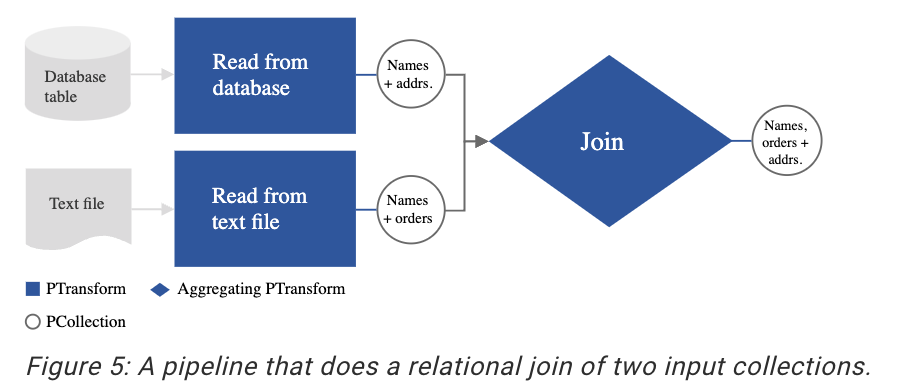 Database
table
Read from
database
Names
+ addrs.
Text file
Read from
text file
Names
+ orders
Join
Names,
orders +
addrs.
PTransform
Aggregating PTransform
PCollection
Figure 5: A pipeline that does a relational join of two input collections.